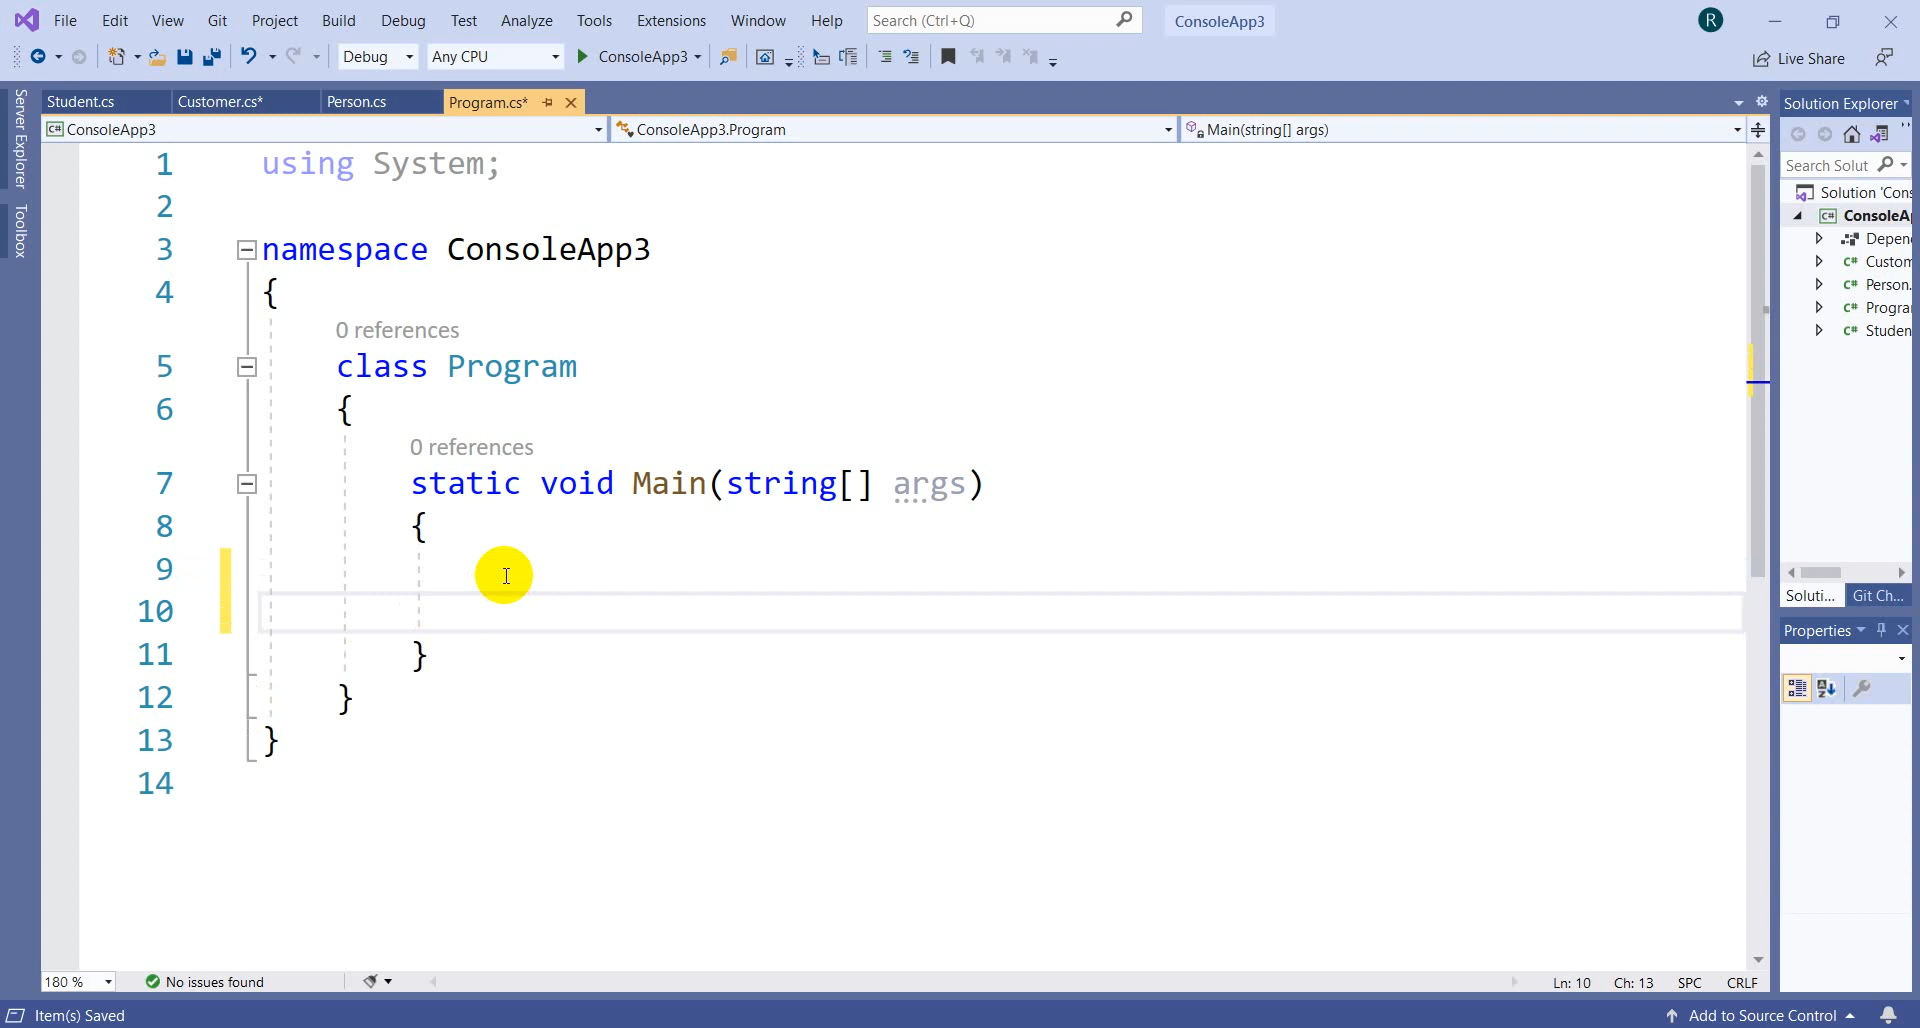 File Edit View Git Project Build Debug Test Analyze Tools Extensions Window Help Search (Ctrl+Q) ConsoleApp3 R
Debug Any CPU ConsoleApp3 Live Share
Server Explorer
Toolbox
Student.cs Customer.cs* Person.cs Program.cs*
C# ConsoleApp3 ConsoleApp3.Program Main(string[] args)
1 using System;
2
3 namespace ConsoleApp3
4 {
0 references
5 class Program
6 {
0 references
7 static void Main(string[] args)
8 {
9
10
11 }
12 }
13 }
14
180 % No issues found Ln: 10 Ch: 13 SPC CRLF
Item(s) Saved Add to Source Control
Solution Explorer
Search Solut
Solution 'Cons
C# ConsoleAp
Depen
C# Custom
C# Person.
C# Program
C# Studen
Soluti... Git Ch...
Properties